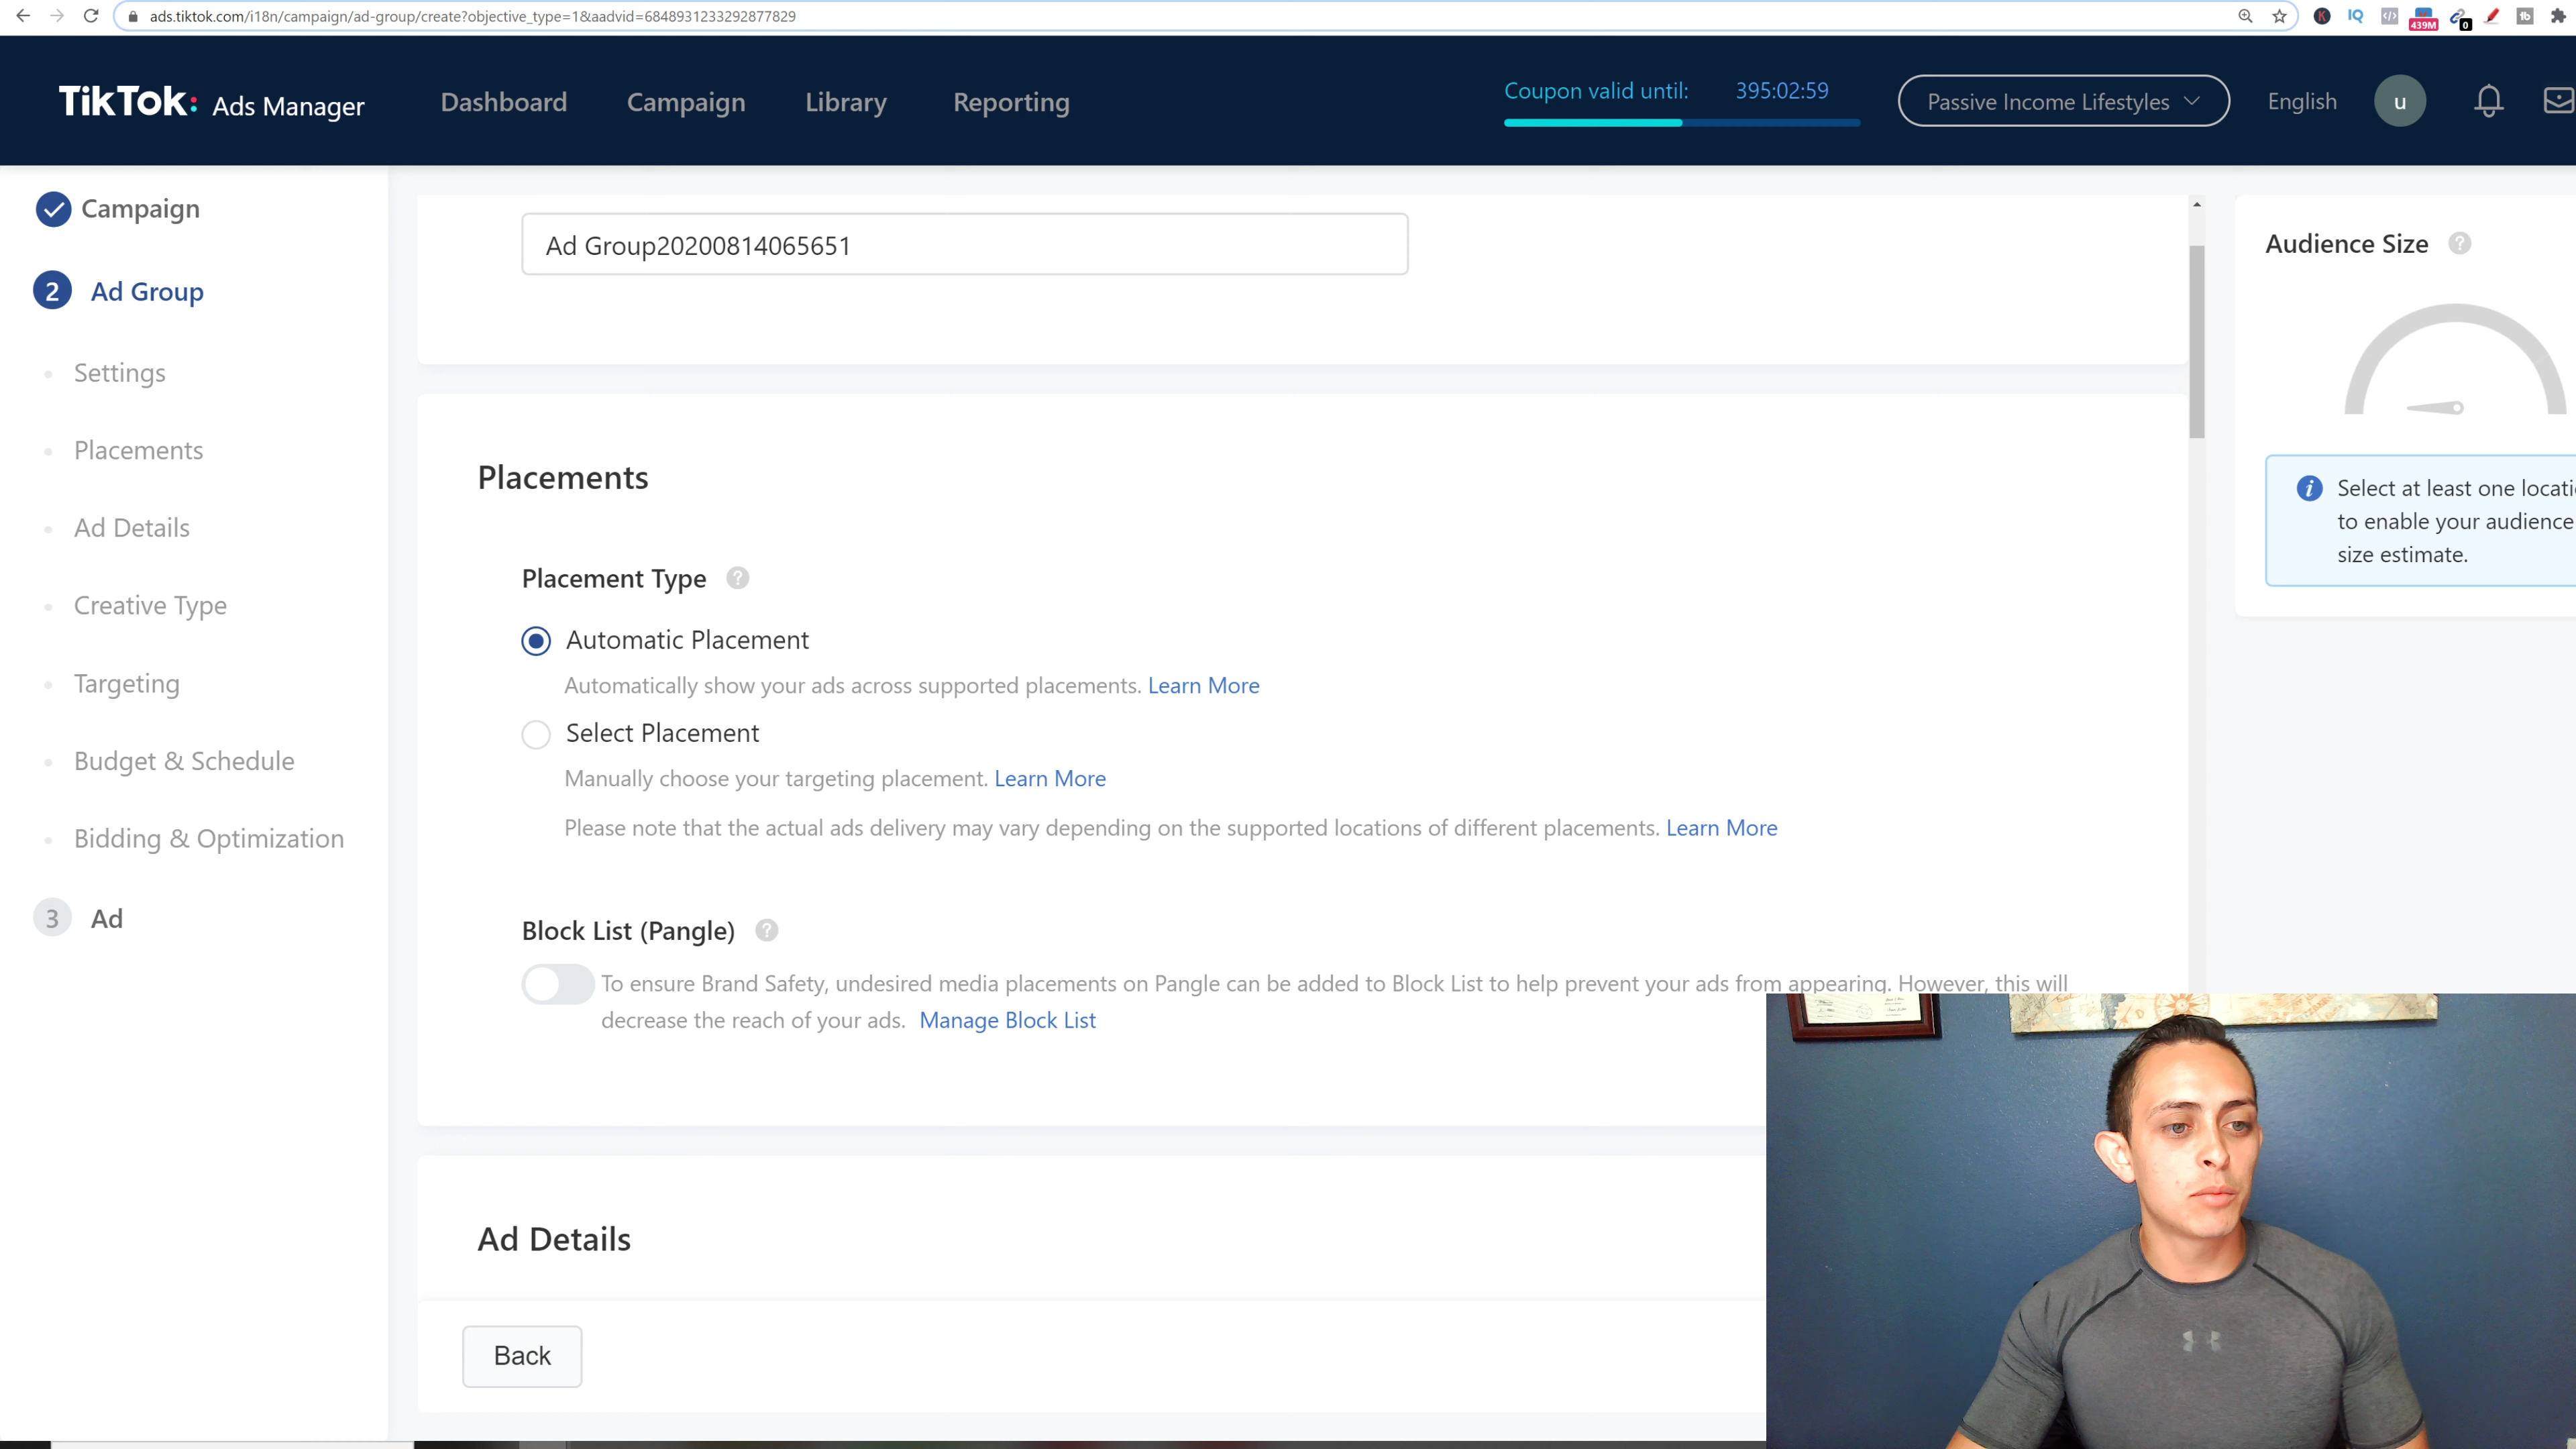 ads.tiktok.com/i18n/campaign/ad-group/create?objective_type=1&aadvid=6848931233292877829
IQ
439M
0
TikTok: Ads Manager
Dashboard
Campaign
Library
Reporting
Coupon valid until: 395:02:59
Passive Income Lifestyles
English
u
Campaign
2 Ad Group
Settings
Placements
Ad Details
Creative Type
Targeting
Budget & Schedule
Bidding & Optimization
3 Ad
Ad Group20200814065651
Placements
Placement Type ?
Automatic Placement
Automatically show your ads across supported placements. Learn More
Select Placement
Manually choose your targeting placement. Learn More
Please note that the actual ads delivery may vary depending on the supported locations of different placements. Learn More
Block List (Pangle) ?
To ensure Brand Safety, undesired media placements on Pangle can be added to Block List to help prevent your ads from appearing. However, this will
decrease the reach of your ads. Manage Block List
Ad Details
Back
Audience Size ?
Select at least one locati
to enable your audience
size estimate.